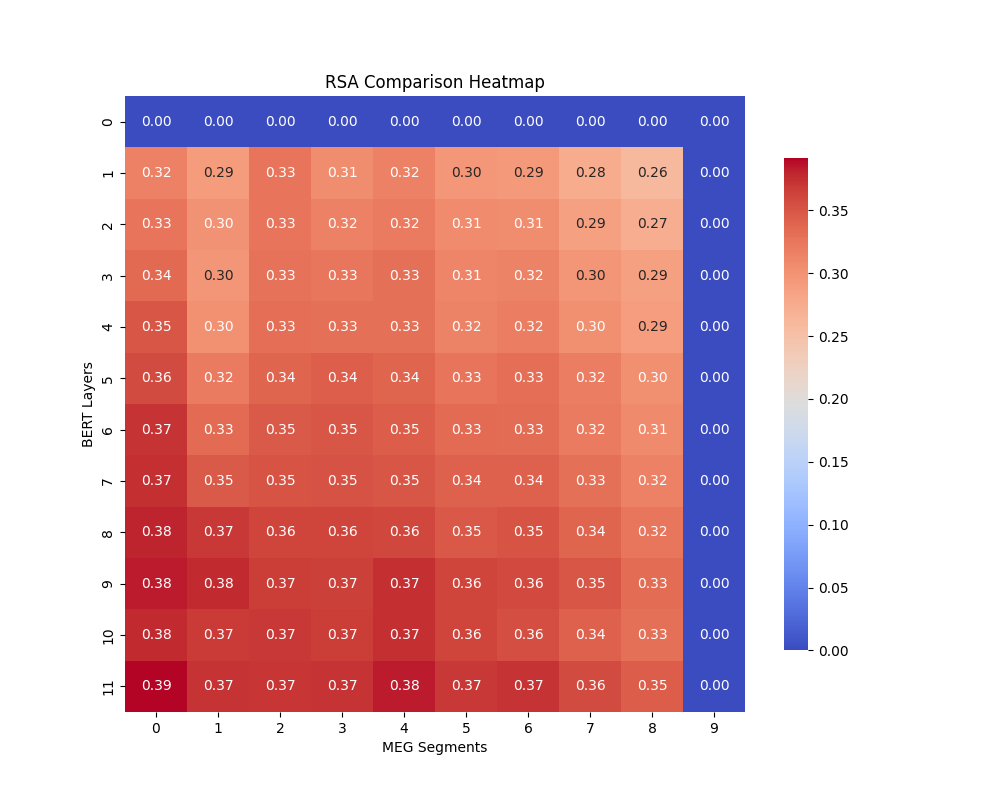 RSA Comparison Heatmap
0 0.00 0.00 0.00 0.00 0.00 0.00 0.00 0.00 0.00 0.00
1 0.32 0.29 0.33 0.31 0.32 0.30 0.29 0.28 0.26 0.00
2 0.33 0.30 0.33 0.32 0.32 0.31 0.31 0.29 0.27 0.00
3 0.34 0.30 0.33 0.33 0.33 0.31 0.32 0.30 0.29 0.00
4 0.35 0.30 0.33 0.33 0.33 0.32 0.32 0.30 0.29 0.00
5 0.36 0.32 0.34 0.34 0.34 0.33 0.33 0.32 0.30 0.00
6 0.37 0.33 0.35 0.35 0.35 0.33 0.33 0.32 0.31 0.00
7 0.37 0.35 0.35 0.35 0.35 0.34 0.34 0.33 0.32 0.00
8 0.38 0.37 0.36 0.36 0.36 0.35 0.35 0.34 0.32 0.00
9 0.38 0.38 0.37 0.37 0.37 0.36 0.36 0.35 0.33 0.00
10 0.38 0.37 0.37 0.37 0.37 0.36 0.36 0.34 0.33 0.00
11 0.39 0.37 0.37 0.37 0.38 0.37 0.37 0.36 0.35 0.00
0 1 2 3 4 5 6 7 8 9
MEG Segments
BERT Layers
0.35
0.30
0.25
0.20
0.15
0.10
0.05
0.00